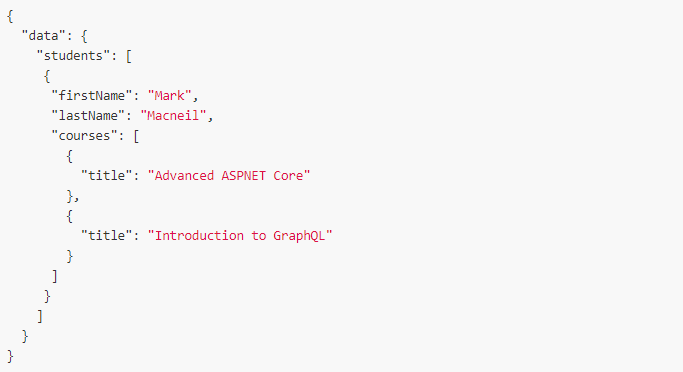 {
  "data": {
    "students": [
     {
      "firstName": "Mark",
      "lastName": "Macneil",
      "courses": [
        {
          "title": "Advanced ASPNET Core"
        },
        {
          "title": "Introduction to GraphQL"
        }
      ]
     }
    ]
  }
}